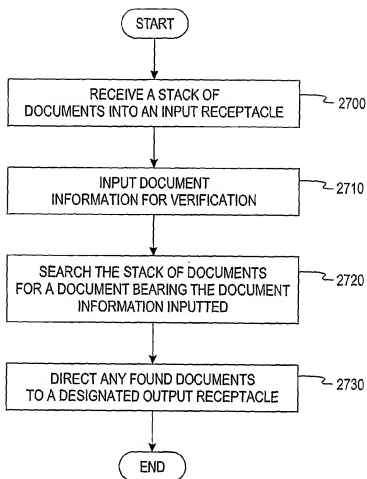 START
RECEIVE A STACK OF
DOCUMENTS INTO AN INPUT RECEPTACLE
2700
INPUT DOCUMENT
INFORMATION FOR VERIFICATION
2710
SEARCH THE STACK OF DOCUMENTS
FOR A DOCUMENT BEARING THE DOCUMENT
INFORMATION INPUTTED
2720
DIRECT ANY FOUND DOCUMENTS
TO A DESIGNATED OUTPUT RECEPTACLE
2730
END